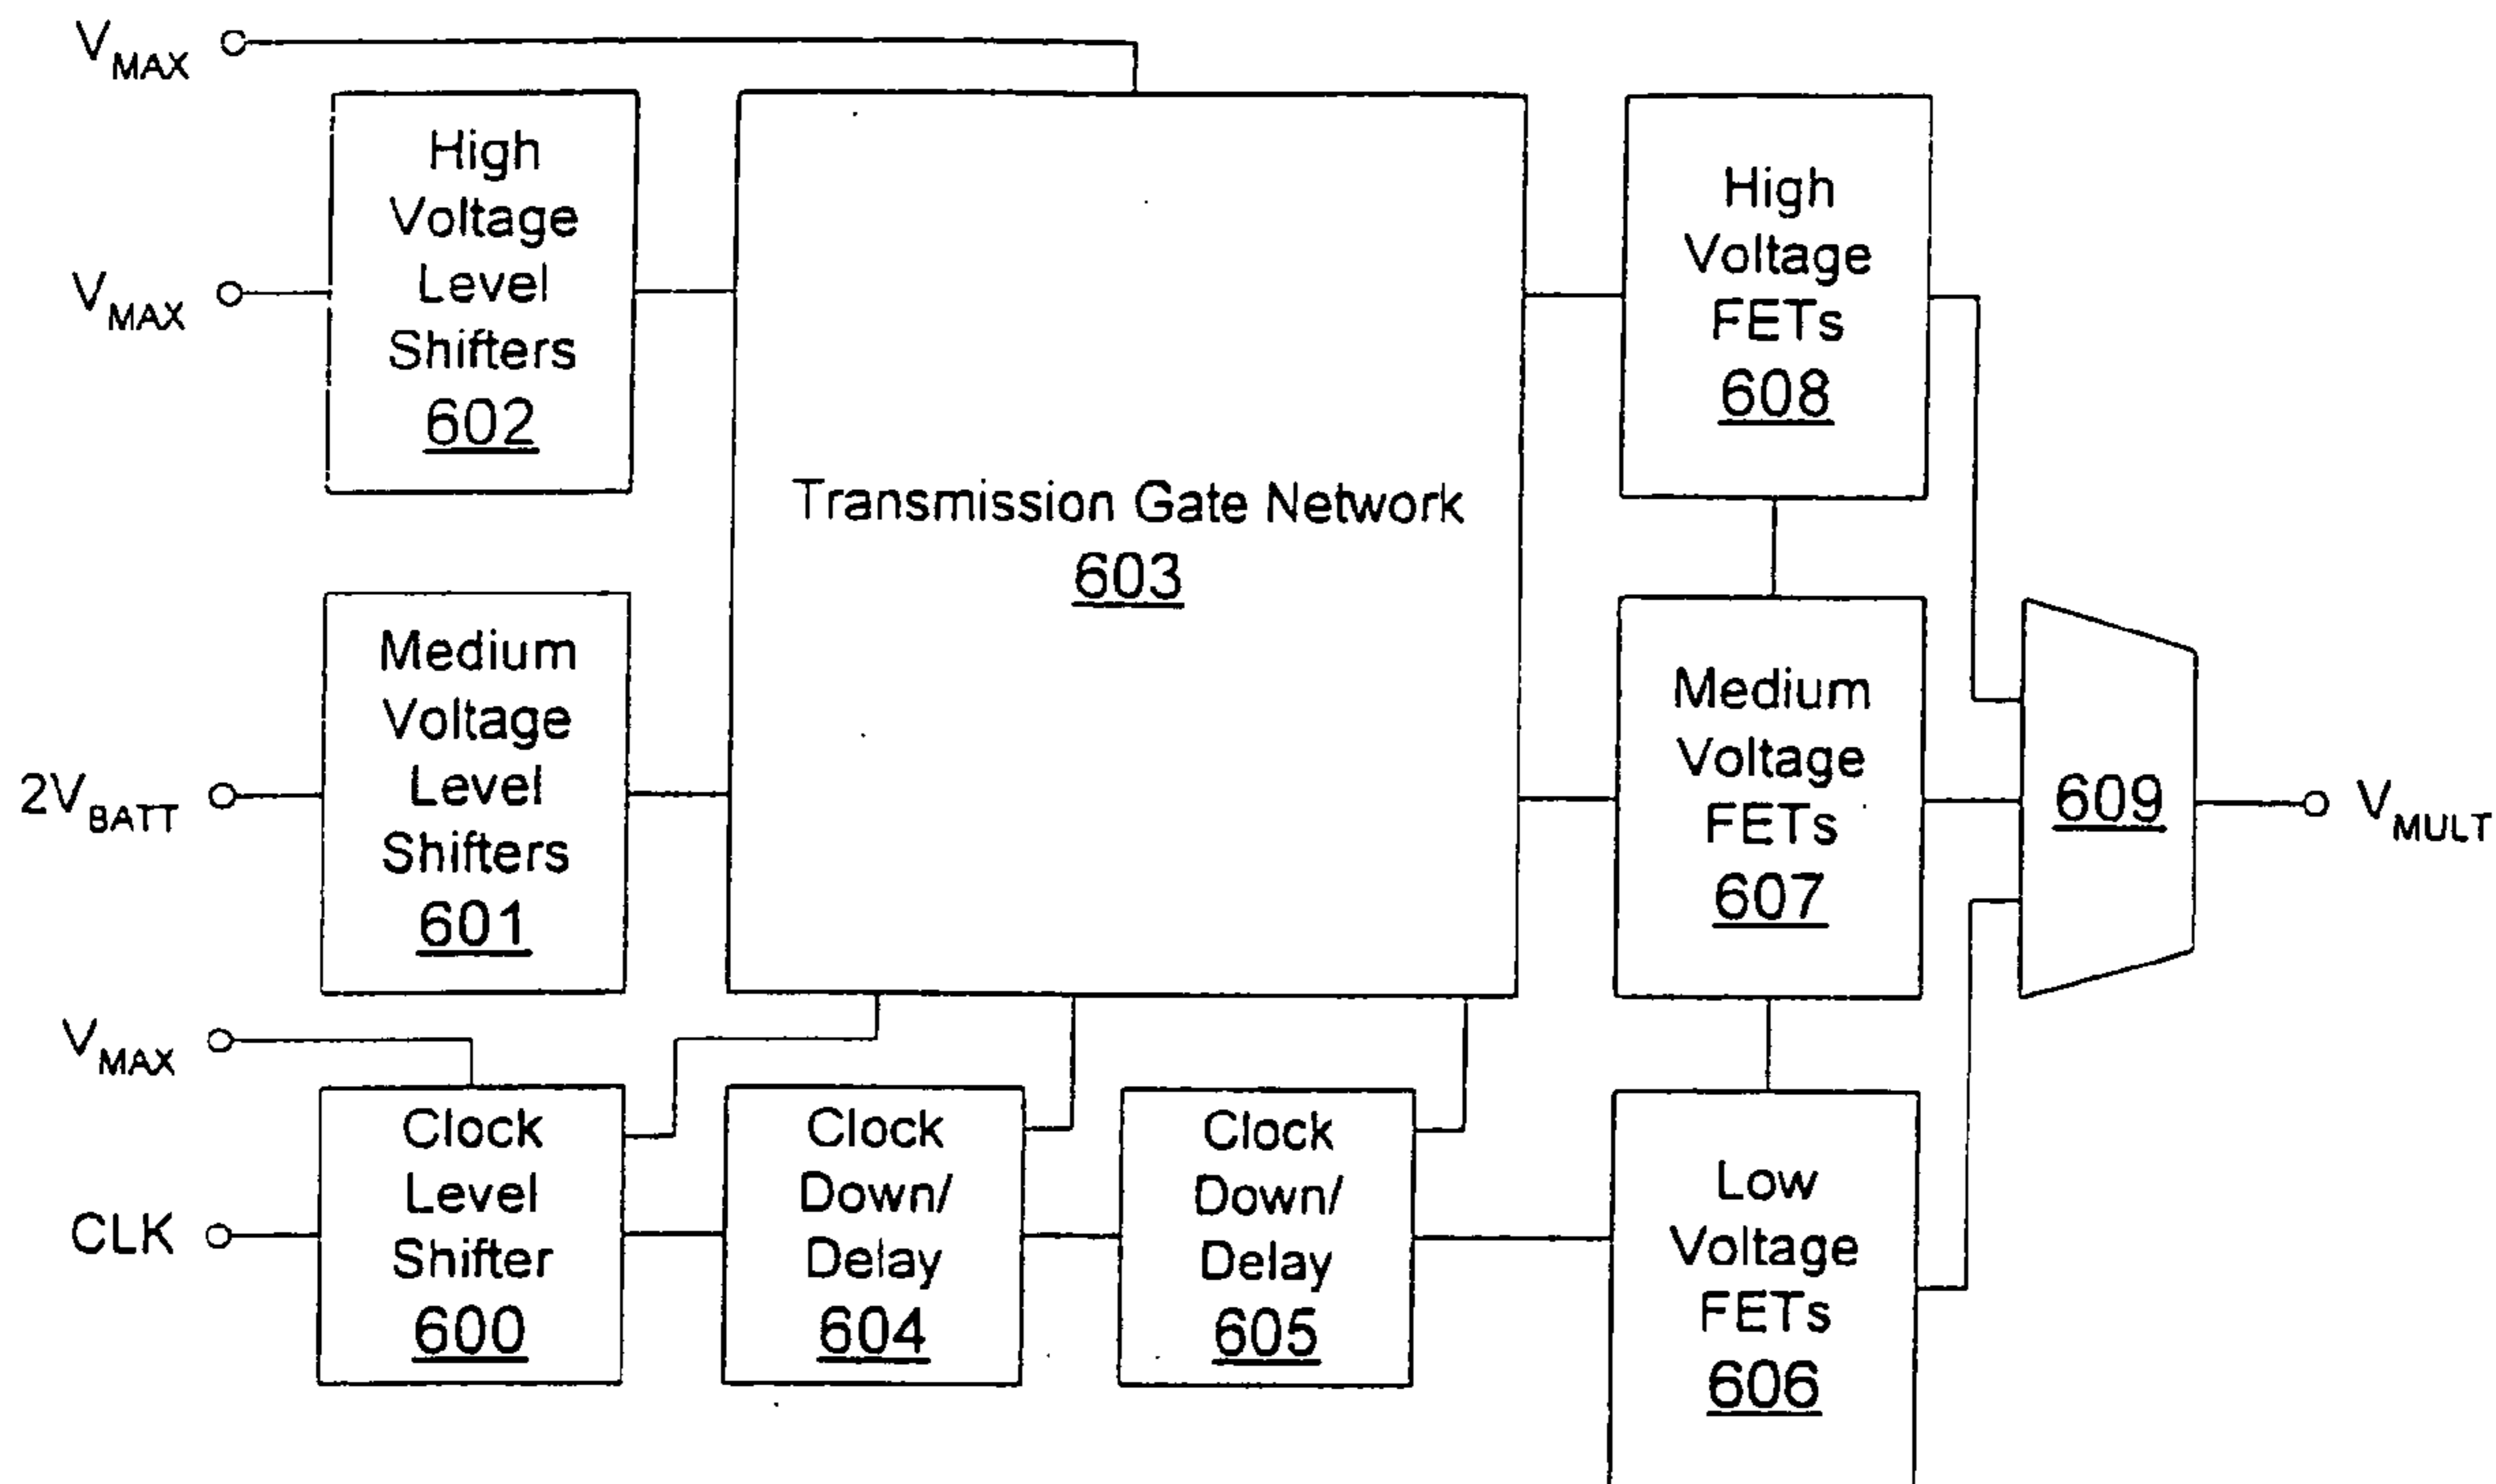 VMAX
High
Voltage
Level
Shifters
602
VMAX
Transmission Gate Network
603
High
Voltage
FETs
608
Medium
Voltage
Level
Shifters
601
2VBATT
Medium
Voltage
FETs
607
609
VMULT
VMAX
Clock
Level
Shifter
600
CLK
Clock
Down/
Delay
604
Clock
Down/
Delay
605
Low
Voltage
FETs
606